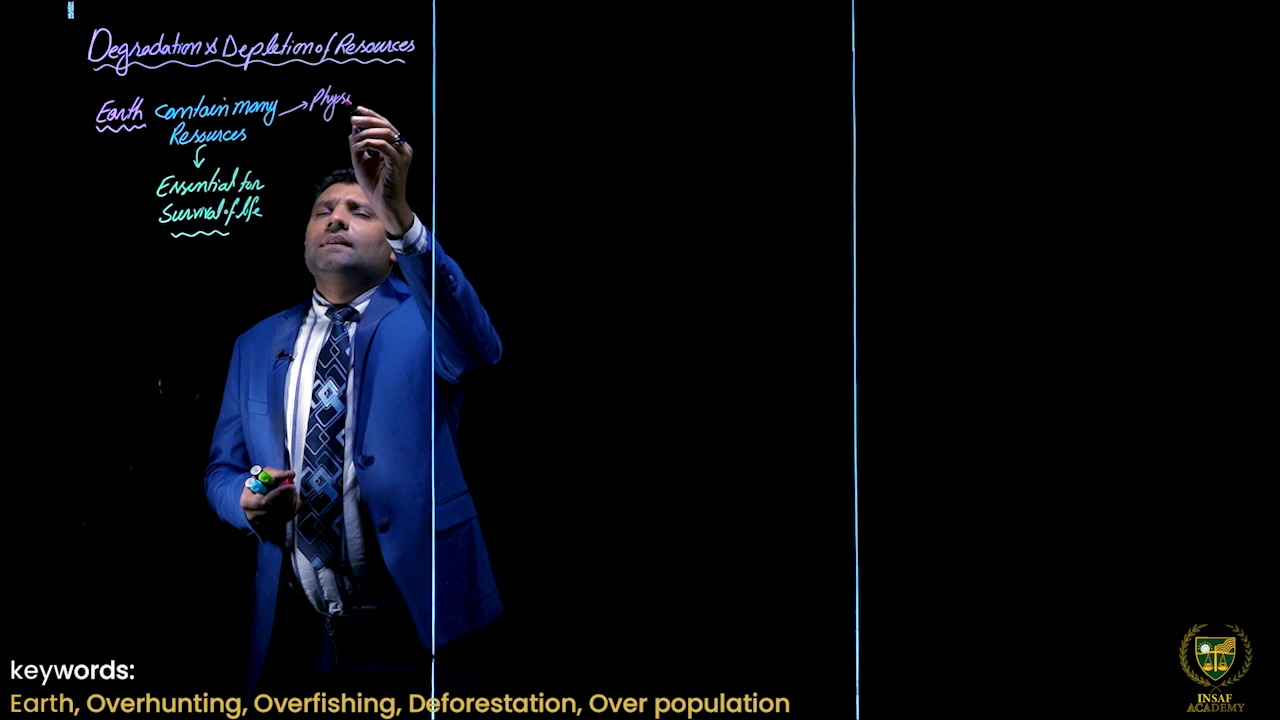 Degradation & Depletion of Resources
Earth contain many → Phys
Resources
Essential for
Survival of life
keywords:
Earth, Overhunting, Overfishing, Deforestation, Over population
INSAF
ACADEMY